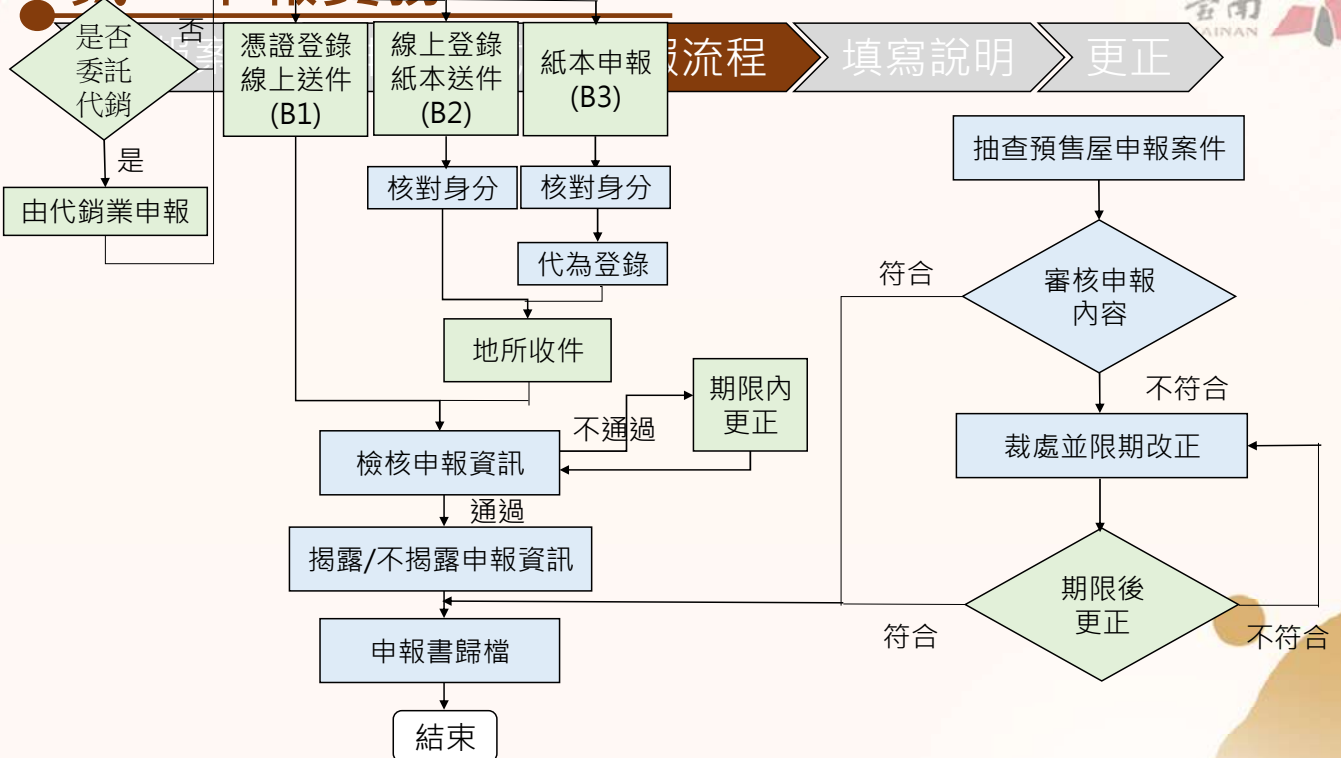 是否
委託
代銷
否
是
由代銷業申報
憑證登錄
線上送件
(B1)
線上登錄
紙本送件
(B2)
紙本申報
(B3)
流程
填寫說明
更正
台南
AINAN
核對身分
核對身分
代為登錄
地所收件
檢核申報資訊
不通過
期限內
更正
通過
揭露/不揭露申報資訊
申報書歸檔
結束
抽查預售屋申報案件
審核申報
內容
符合
不符合
裁處並限期改正
期限後
更正
符合
不符合